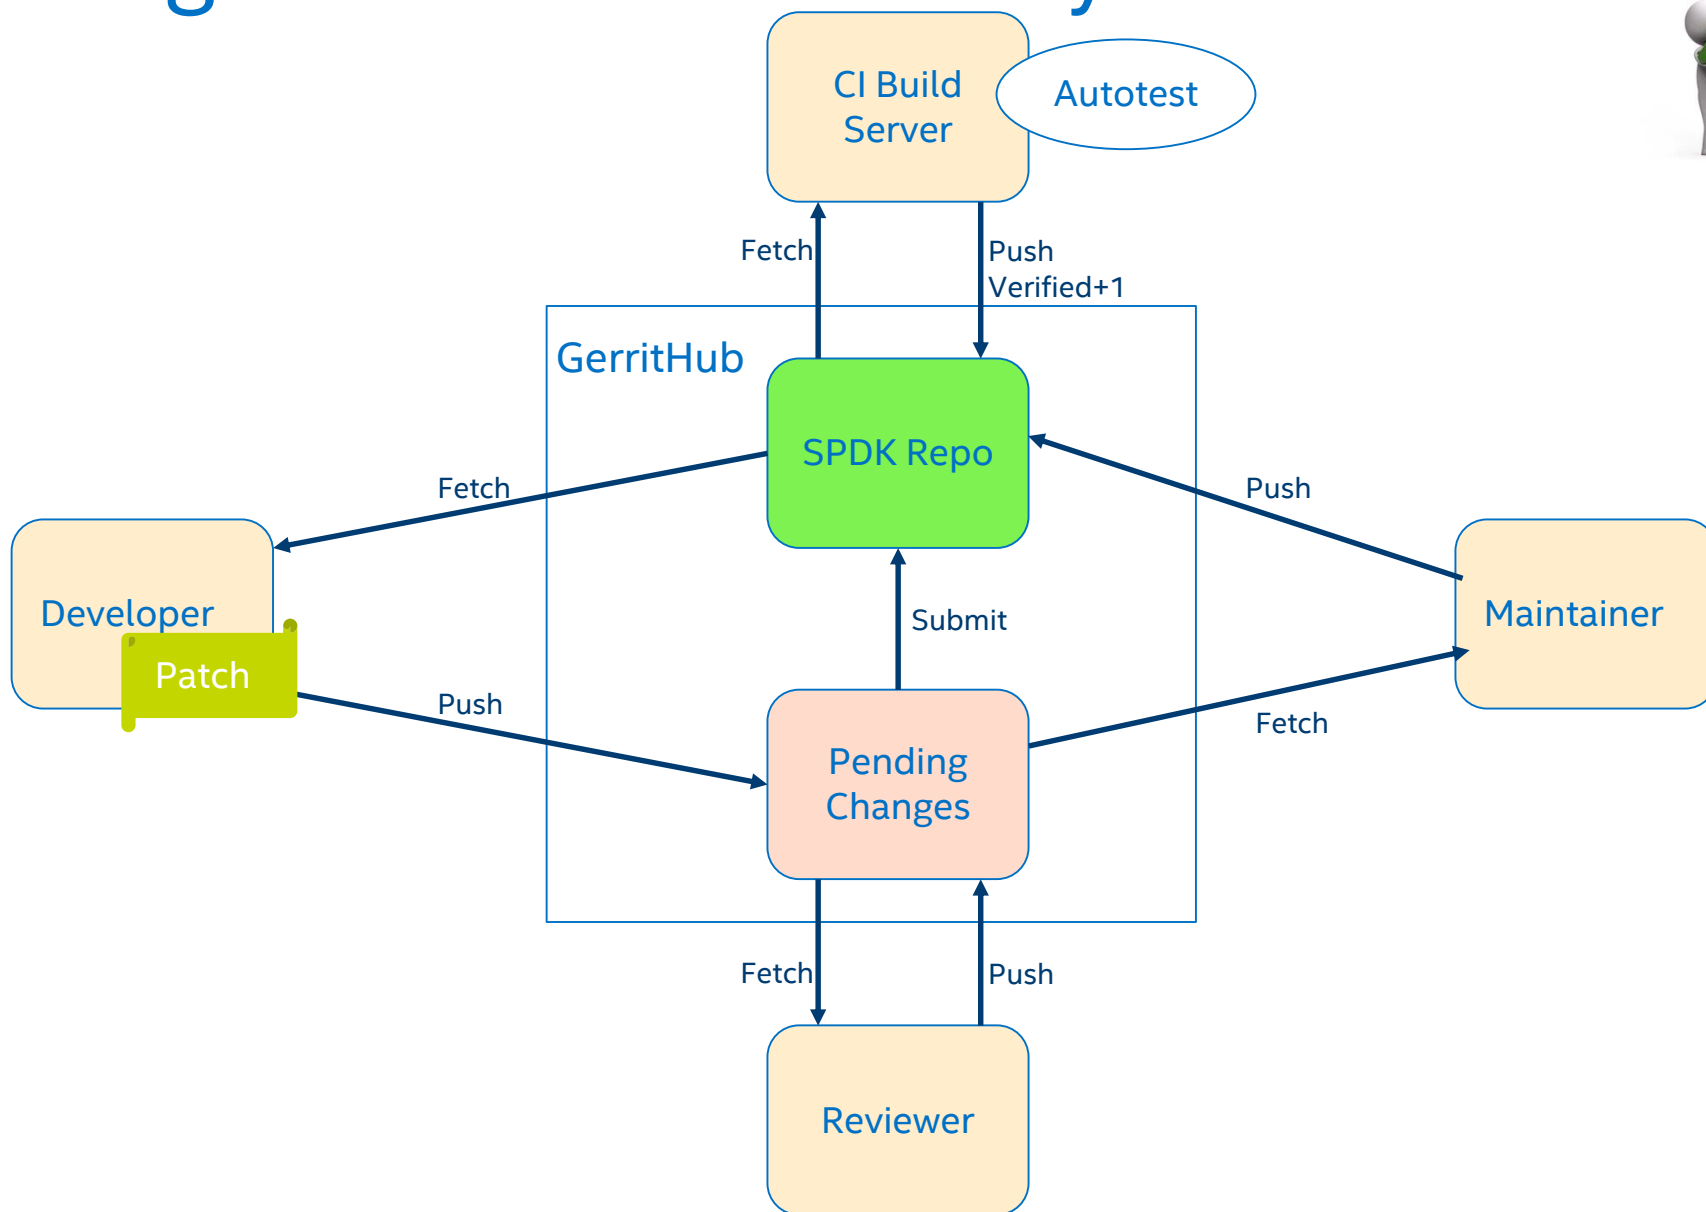 CI Build
Server
Autotest
Fetch
Push
Verified+1
GerritHub
SPDK Repo
Fetch
Push
Developer
Patch
Submit
Maintainer
Push
Fetch
Pending
Changes
Fetch
Push
Reviewer